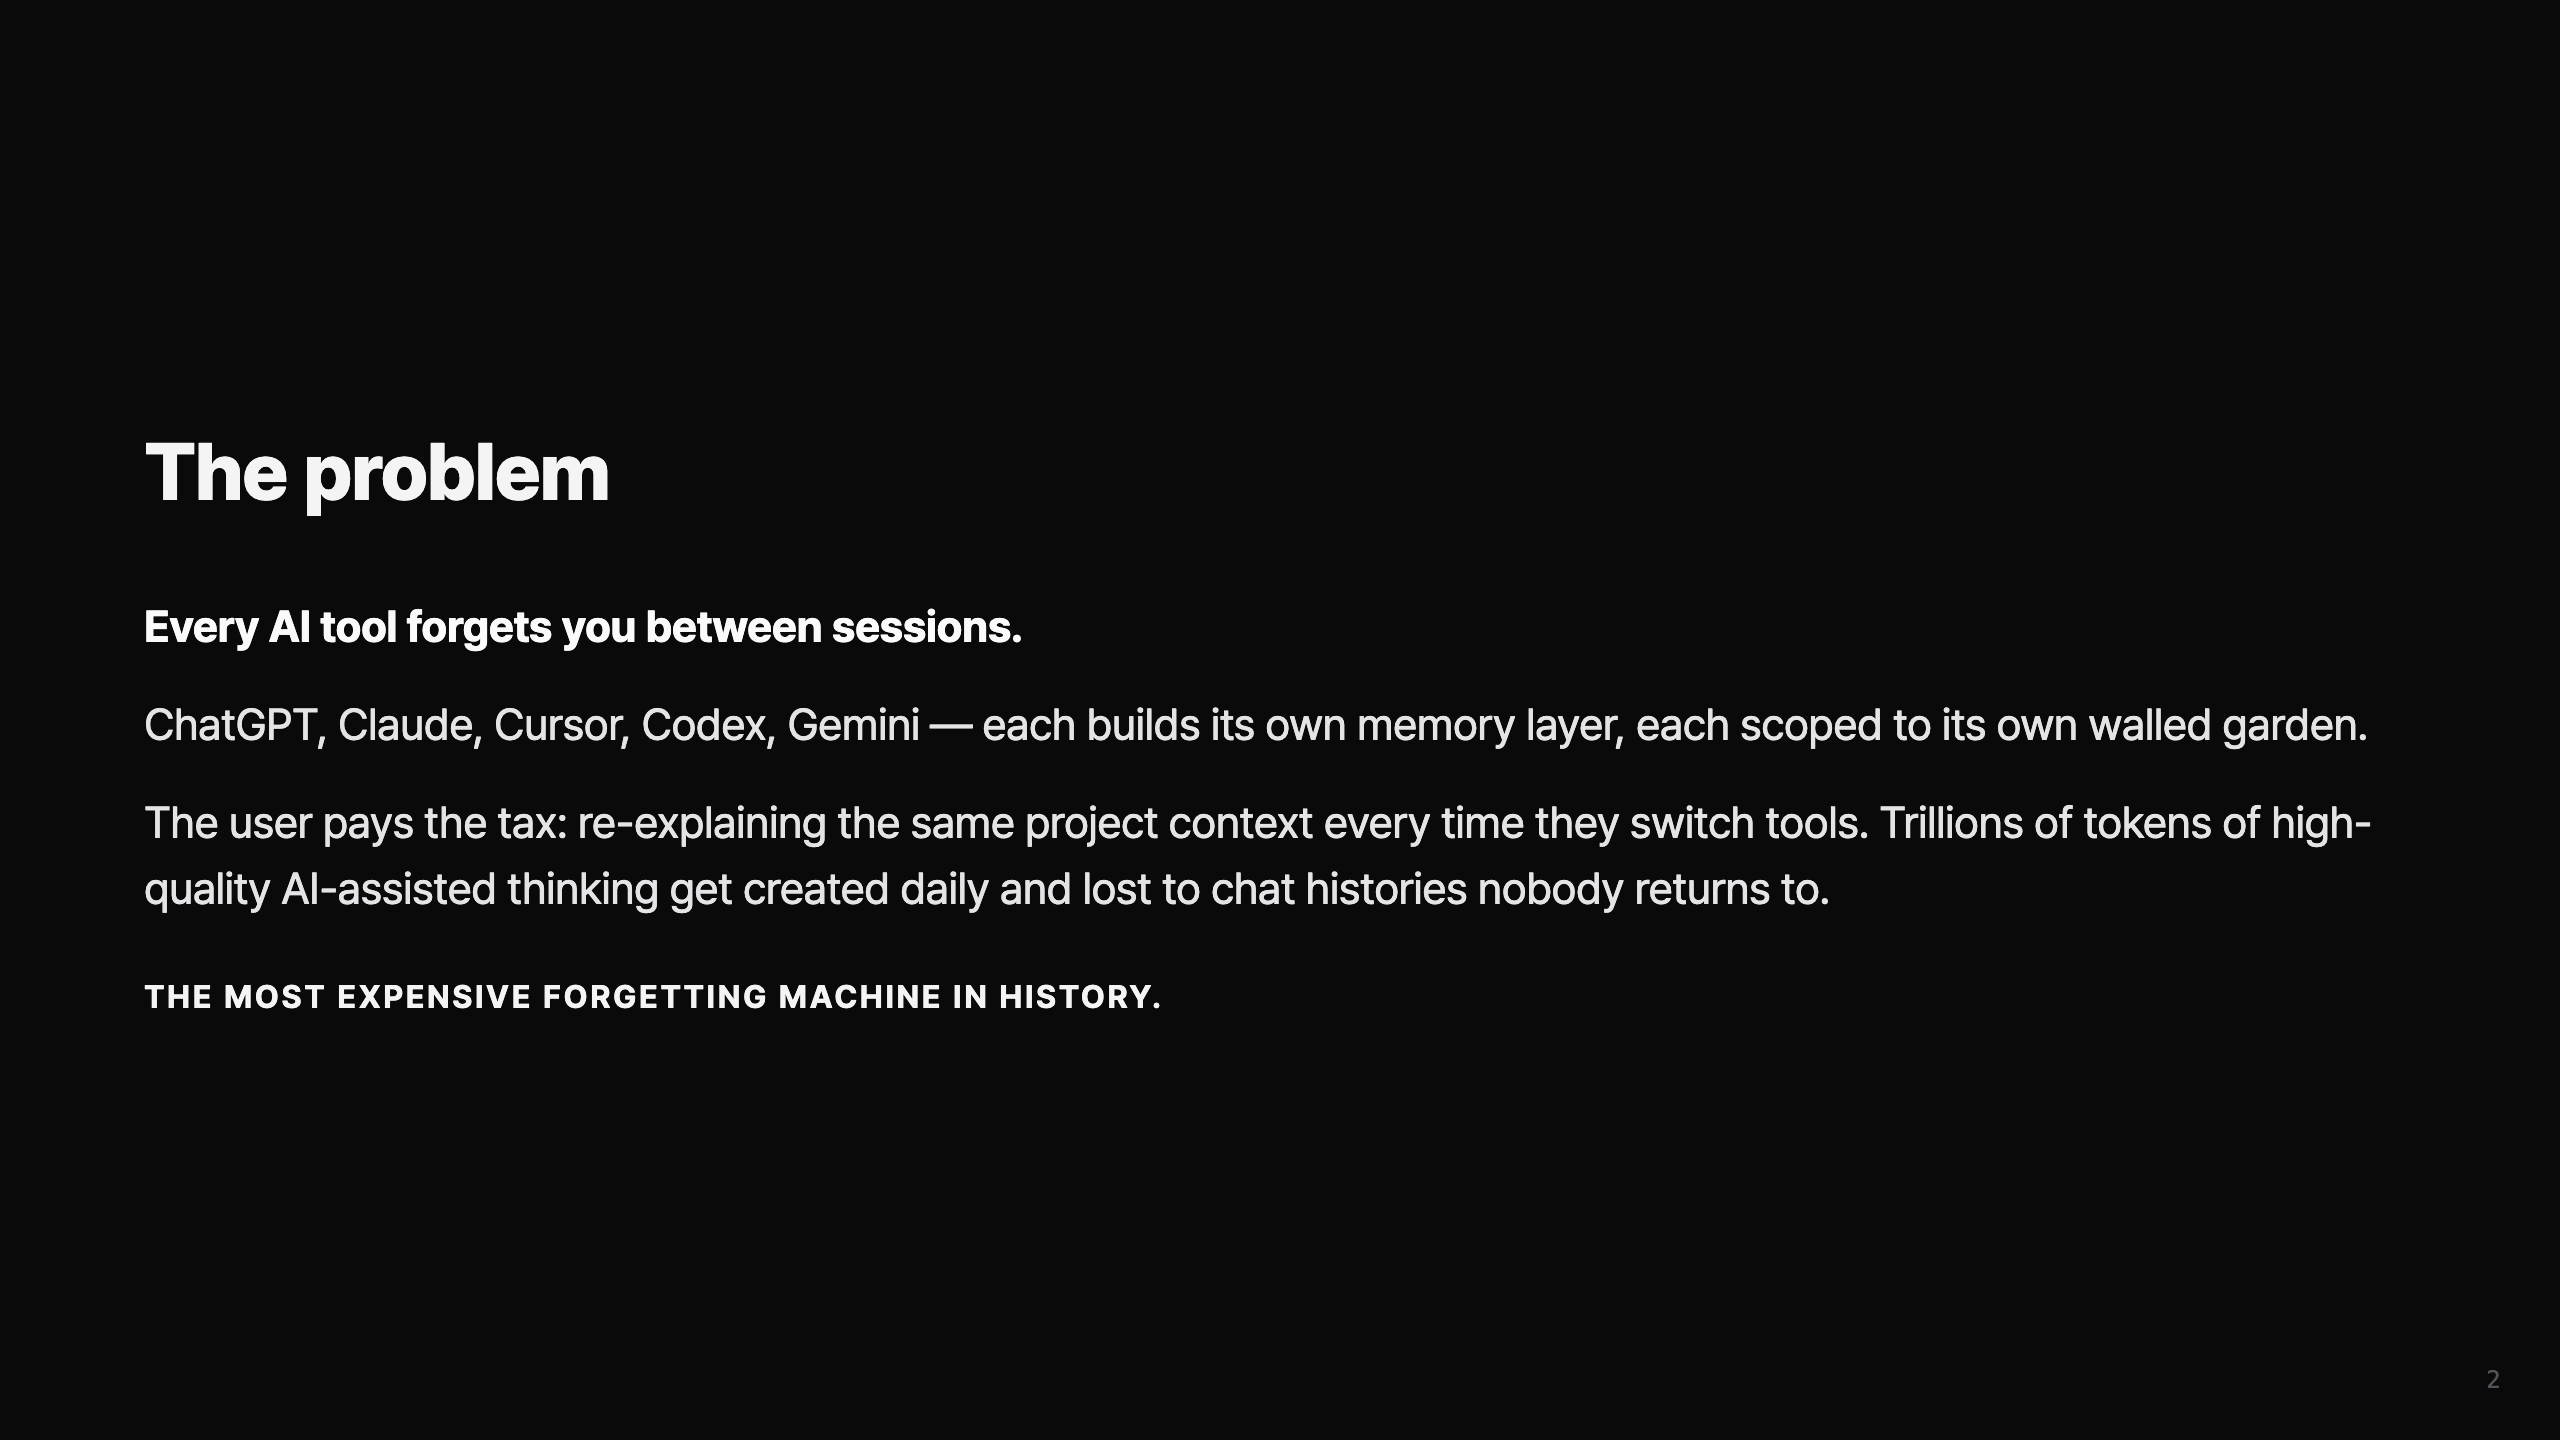 The problem
Every AI tool forgets you between sessions.
ChatGPT, Claude, Cursor, Codex, Gemini — each builds its own memory layer, each scoped to its own walled garden.
The user pays the tax: re-explaining the same project context every time they switch tools. Trillions of tokens of high-
quality AI-assisted thinking get created daily and lost to chat histories nobody returns to.
THE MOST EXPENSIVE FORGETTING MACHINE IN HISTORY.
2